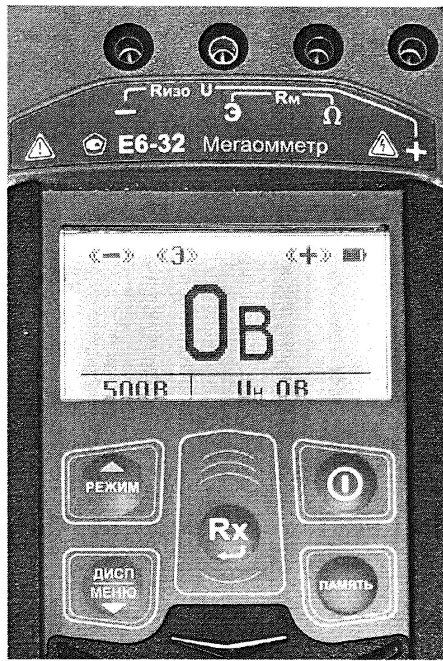 – Rизо U Rм
Э Ω +
Е6-32 Мегаомметр
«–» «Э» «+»
0В
500В Uн 0В
РЕЖИМ
Rx
ДИСП
МЕНЮ
ПАМЯТЬ